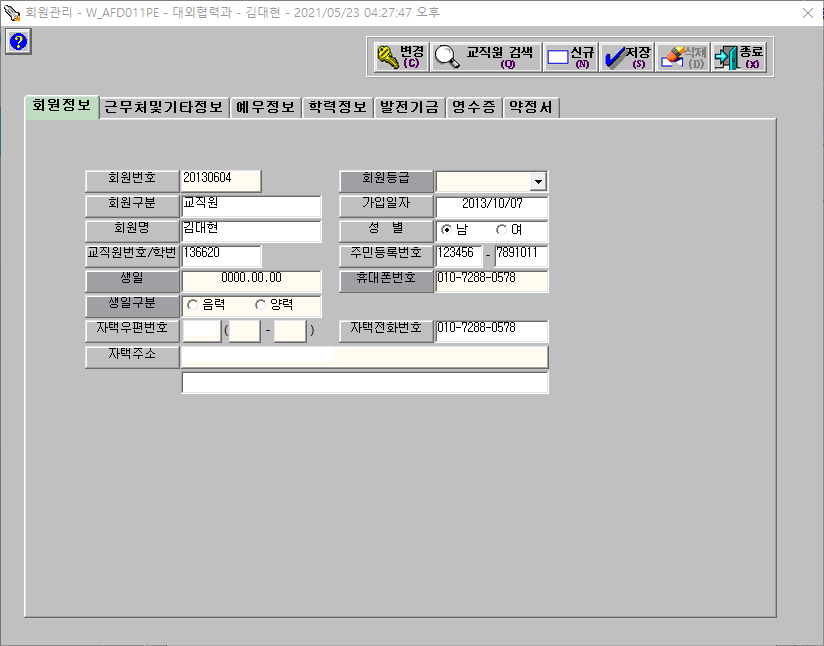 회원관리 - W_AFD011PE - 대외협력과 - 김대현 - 2021/05/23 04:27:47 오후
변경 (C) 교직원 검색 (Q) 신규 (N) 저장 (S) 삭제 (D) 종료 (X)
회원정보 근무처및기타정보 예우정보 학력정보 발전기금 영수증 약정서
회원번호 20130604 회원등급
회원구분 교직원 가입일자 2013/10/07
회원명 김대현 성 별 남 여
교직원번호/학번 136620 주민등록번호 123456 - 7891011
생일 0000.00.00 휴대폰번호 010-7288-0578
생일구분 음력 양력
자택우편번호 ( - ) 자택전화번호 010-7288-0578
자택주소